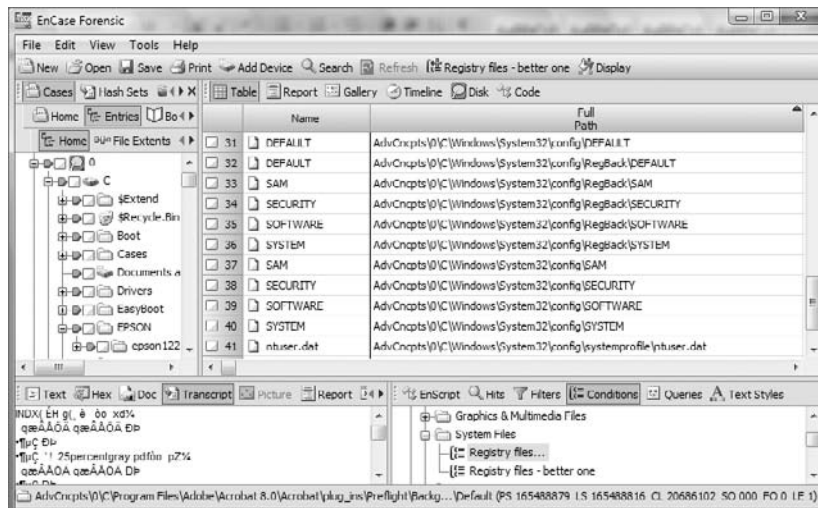 EnCase Forensic
File Edit View Tools Help
New Open Save Print Add Device Search Refresh Registry files - better one Display
Cases Hash Sets Table Report Gallery Timeline Disk Code
Home Entries Bo
Home File Extents
Name Full Path
0
C
$Extend
$Recycle.Bin
Boot
Cases
Documents a
Drivers
EasyBoot
EPSON
epson122
31 DEFAULT AdvCncpts\0\C\Windows\System32\config\DEFAULT
32 DEFAULT AdvCncpts\0\C\Windows\System32\config\RegBack\DEFAULT
33 SAM AdvCncpts\0\C\Windows\System32\config\RegBack\SAM
34 SECURITY AdvCncpts\0\C\Windows\System32\config\RegBack\SECURITY
35 SOFTWARE AdvCncpts\0\C\Windows\System32\config\RegBack\SOFTWARE
36 SYSTEM AdvCncpts\0\C\Windows\System32\config\RegBack\SYSTEM
37 SAM AdvCncpts\0\C\Windows\System32\config\SAM
38 SECURITY AdvCncpts\0\C\Windows\System32\config\SECURITY
39 SOFTWARE AdvCncpts\0\C\Windows\System32\config\SOFTWARE
40 SYSTEM AdvCncpts\0\C\Windows\System32\config\SYSTEM
41 ntuser.dat AdvCncpts\0\C\Windows\System32\config\systemprofile\ntuser.dat
Text Hex Doc Transcript Picture Report
EnScript Hits Filters Conditions Queries Text Styles
25percentgray
Graphics & Multimedia Files
System Files
Registry files...
Registry files - better one
AdvCncpts\0\C\Program Files\Adobe\Acrobat 8.0\Acrobat\plug_ins\Preflight\Backg...\Default (PS 165488879 LS 165488816 CL 20686102 SO 000 FO 0 LE 1)